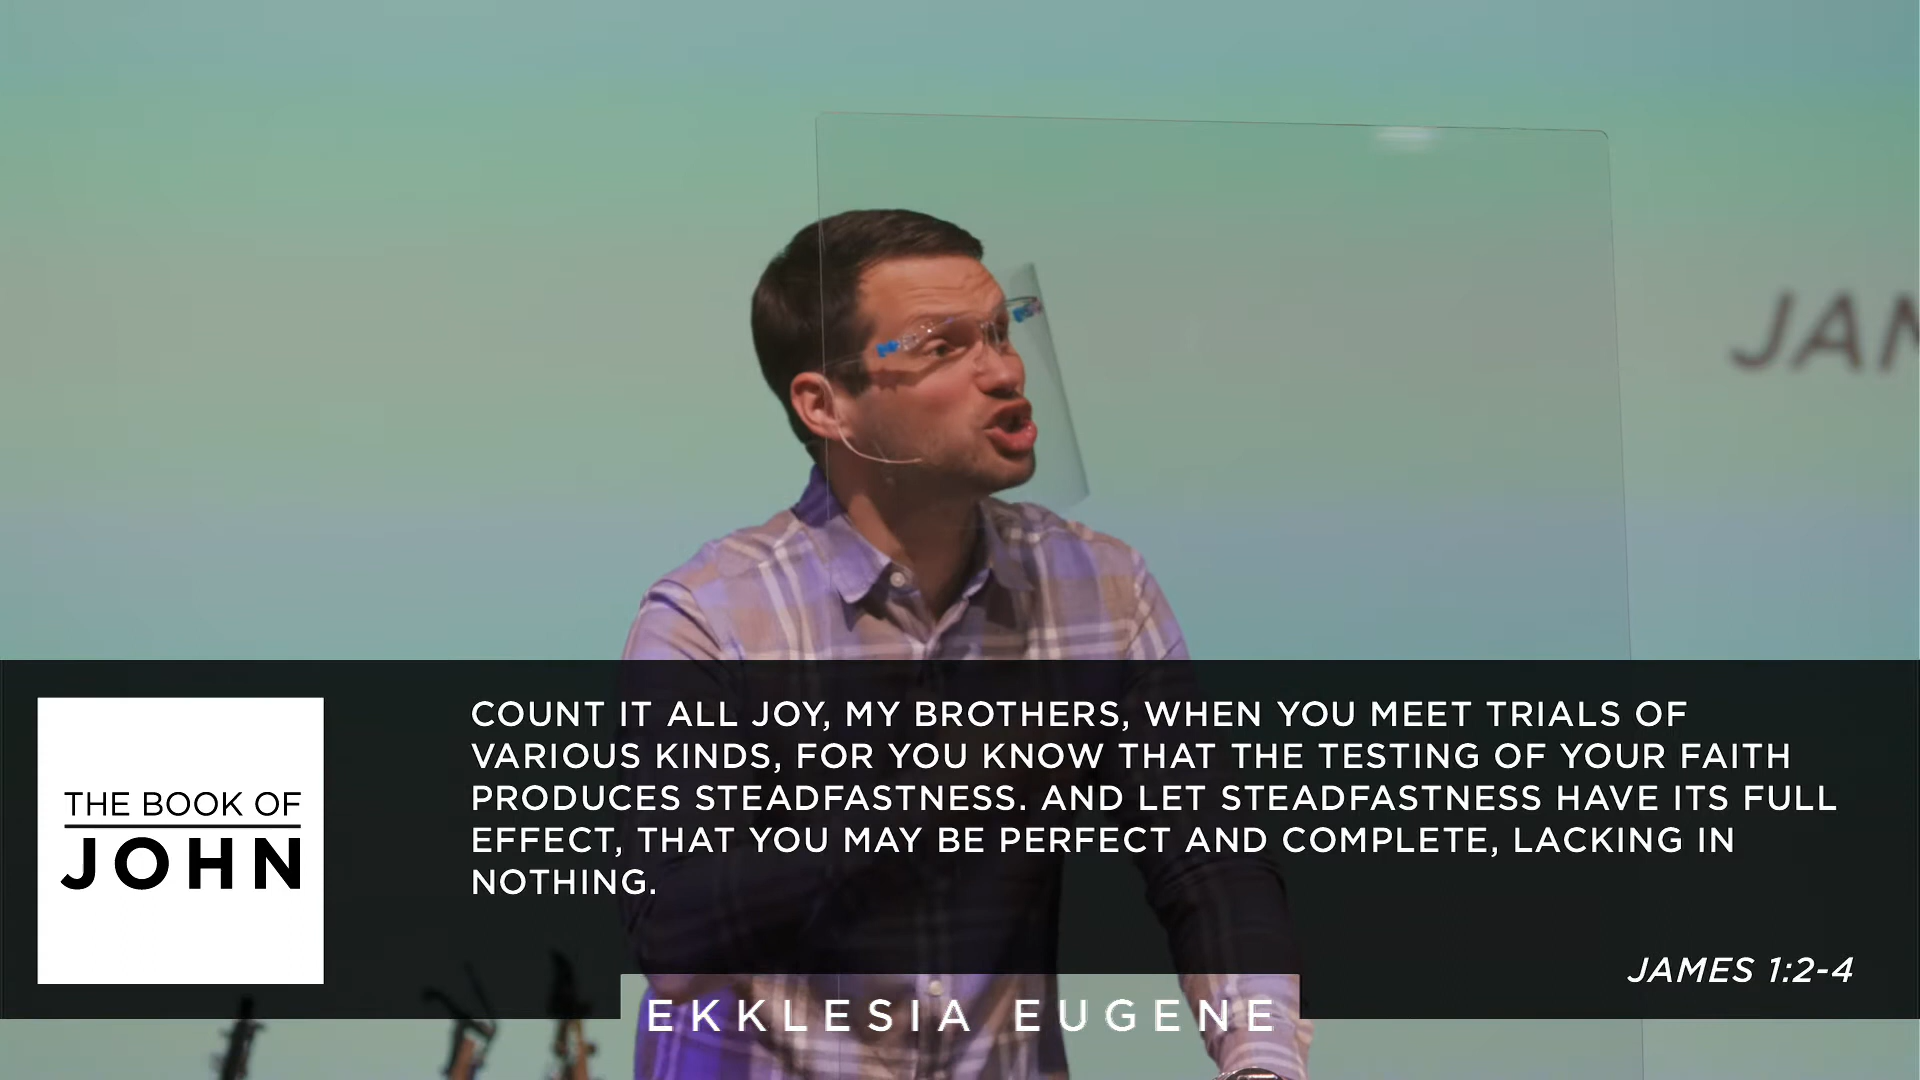 JAM
THE BOOK OF
JOHN
COUNT IT ALL JOY, MY BROTHERS, WHEN YOU MEET TRIALS OF
VARIOUS KINDS, FOR YOU KNOW THAT THE TESTING OF YOUR FAITH
PRODUCES STEADFASTNESS. AND LET STEADFASTNESS HAVE ITS FULL
EFFECT, THAT YOU MAY BE PERFECT AND COMPLETE, LACKING IN
NOTHING.
JAMES 1:2-4
EKKLESIA EUGENE